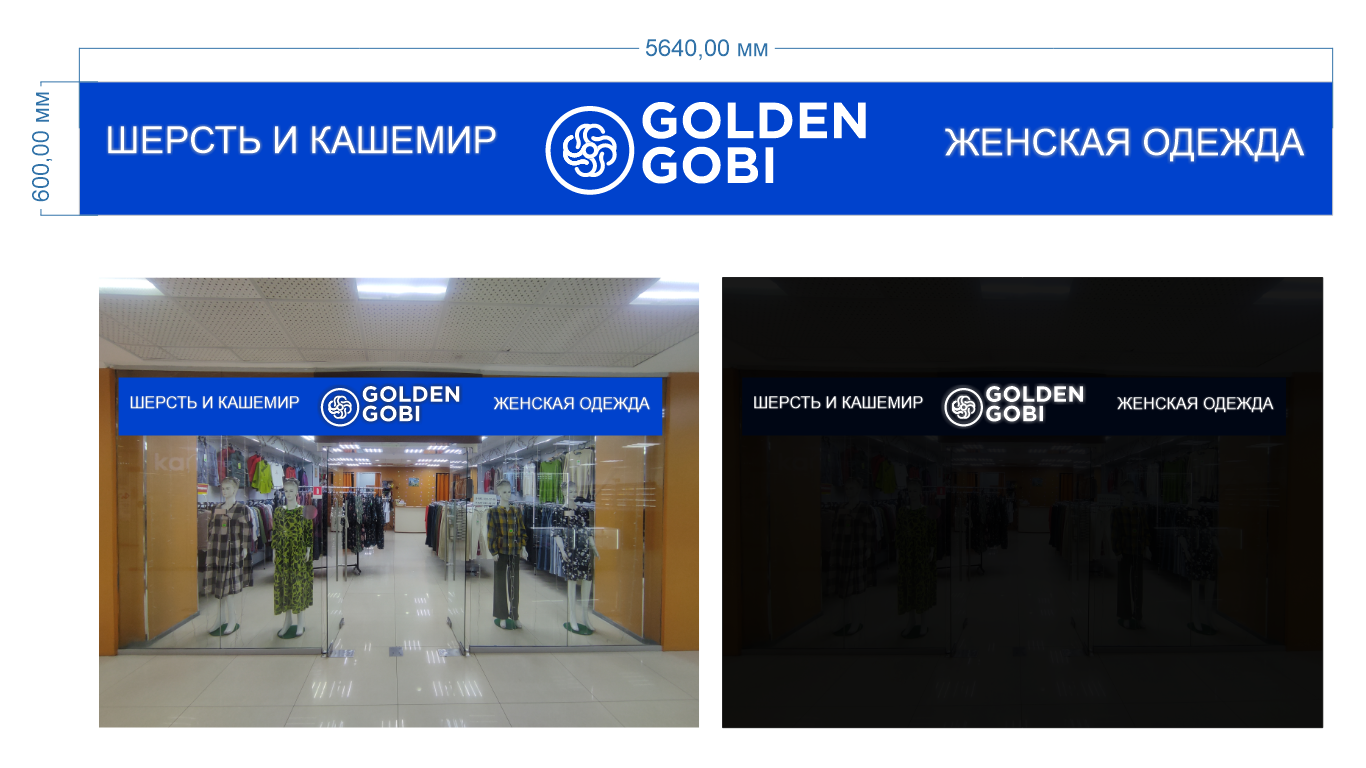 5640,00 мм
600,00 мм
ШЕРСТЬ И КАШЕМИР
GOLDEN
GOBI
ЖЕНСКАЯ ОДЕЖДА
ШЕРСТЬ И КАШЕМИР
GOLDEN
GOBI
ЖЕНСКАЯ ОДЕЖДА
ШЕРСТЬ И КАШЕМИР
GOLDEN
GOBI
ЖЕНСКАЯ ОДЕЖДА